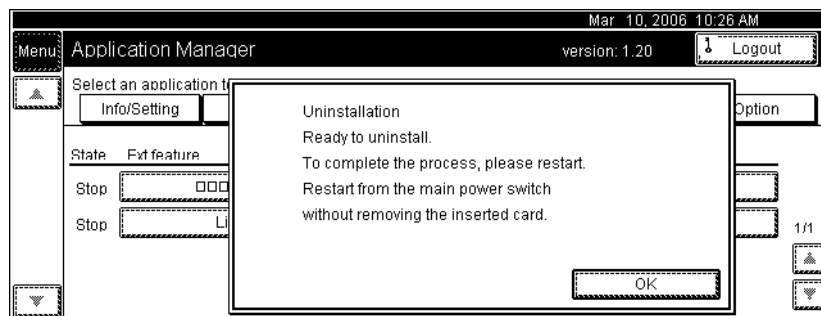 Mar 10, 2006 10:26 AM
Menu Application Manager version: 1.20 Logout
Select an application t
Info/Setting Option
Uninstallation
Ready to uninstall.
To complete the process, please restart.
Restart from the main power switch
without removing the inserted card.
State Ext feature
Stop □□□
Stop Li
1/1
OK